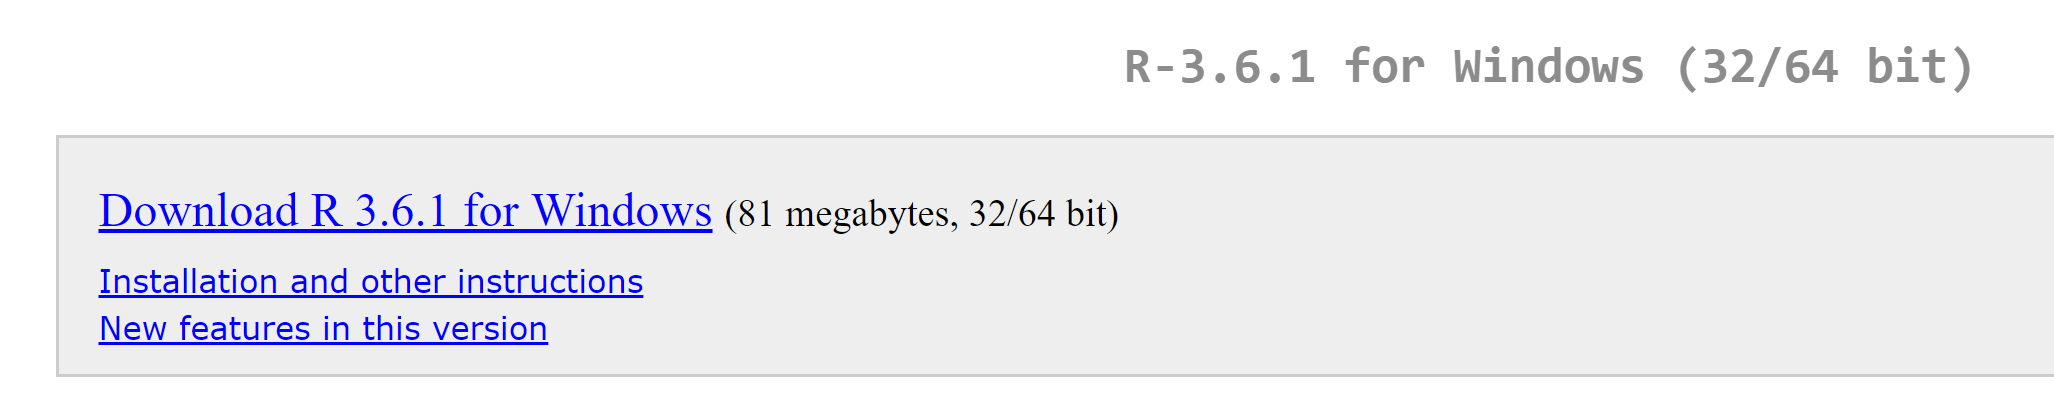 R-3.6.1 for Windows (32/64 bit)
Download R 3.6.1 for Windows (81 megabytes, 32/64 bit)
Installation and other instructions
New features in this version